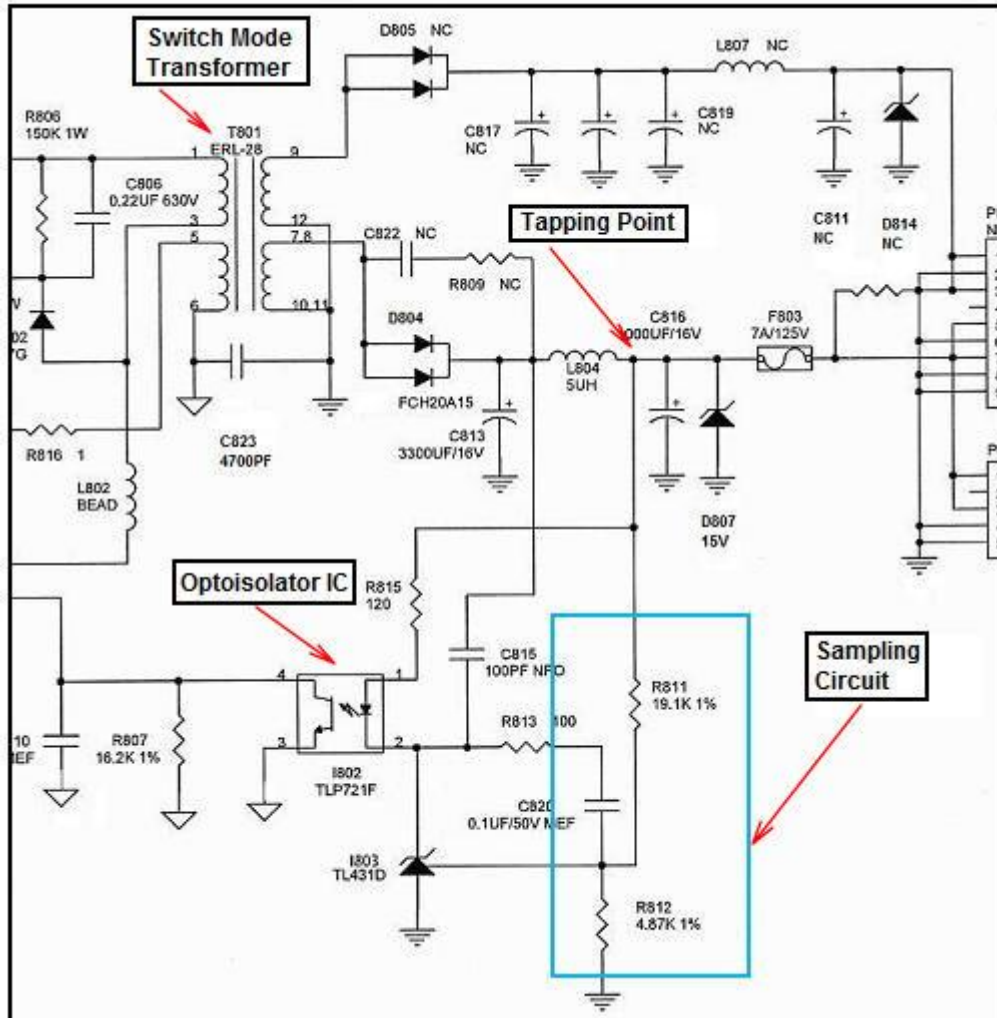 Switch Mode
Transformer
D805 NC
L807 NC
R806
150K 1W
T801
ERL-28
C806
0.22UF 630V
C817
NC
C819
NC
C811
NC
D814
NC
1
9
3
5
12
7,8
6
10,11
C822 NC
R809 NC
Tapping Point
D804
FCH20A15
L804
5UH
C816
000UF/16V
F803
7A/125V
C813
3300UF/16V
C823
4700PF
R816 1
L802
BEAD
D807
15V
Optoisolator IC
R815
120
C815
100PF NPO
Sampling
Circuit
R811
19.1K 1%
4
1
3
2
R813 100
R807
16.2K 1%
10
MEF
I802
TLP721F
C820
0.1UF/50V MEF
I803
TL431D
R812
4.87K 1%